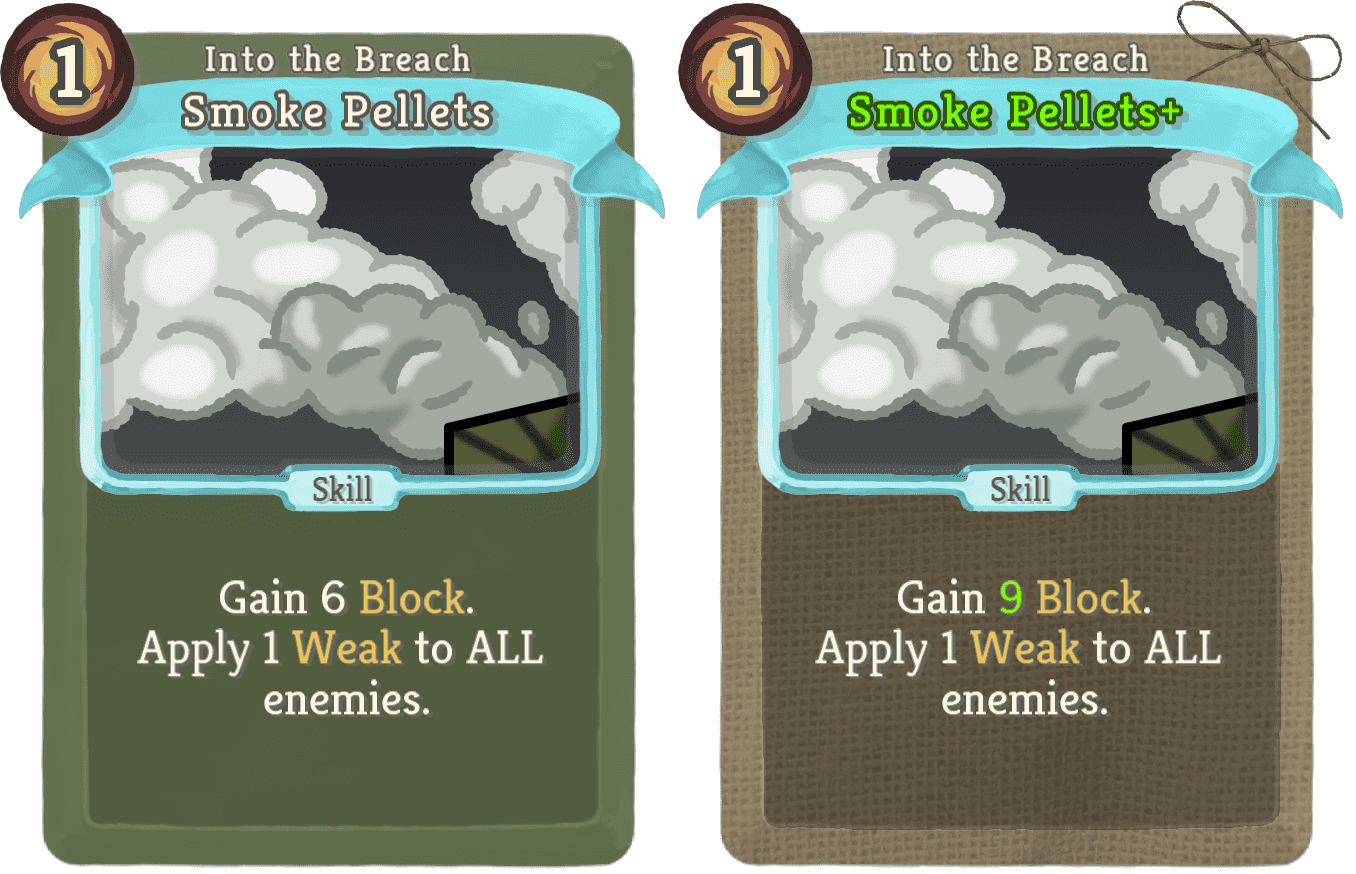 1
Into the Breach
Smoke Pellets
Skill
Gain 6 Block.
Apply 1 Weak to ALL
enemies.
1
Into the Breach
Smoke Pellets+
Skill
Gain 9 Block.
Apply 1 Weak to ALL
enemies.